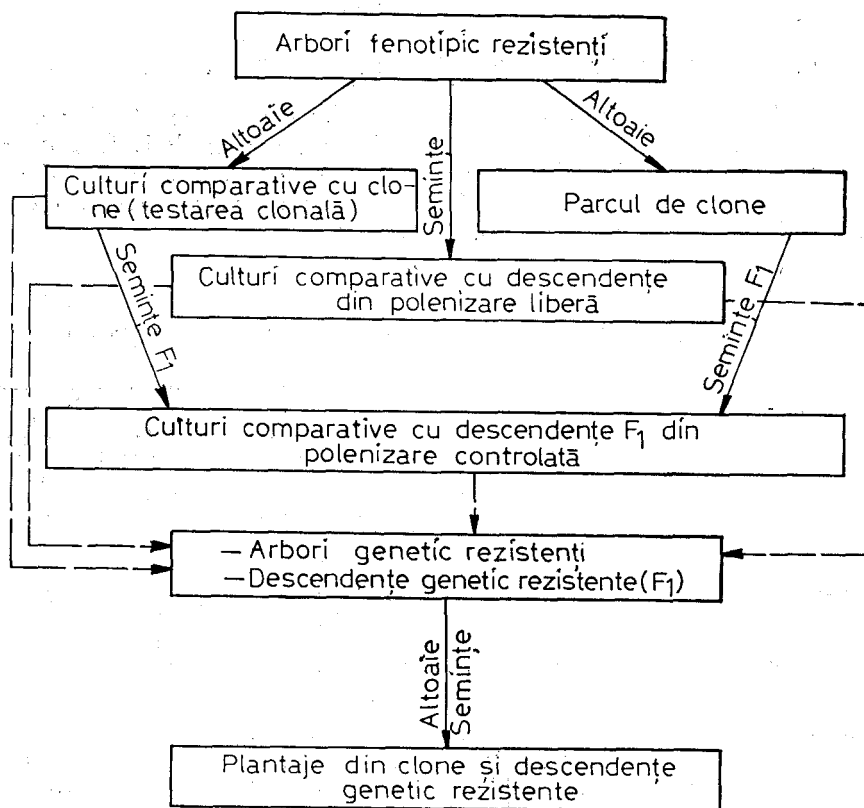 Arbori fenotipic rezistenți
Altoaie
Semințe
Altoaie
Culturi comparative cu clo-
ne (testarea clonală)
Parcul de clone
Semințe F1
Culturi comparative cu descendențe
din polenizare liberă
Semințe F1
Culturi comparative cu descendențe F1 din
polenizare controlată
— Arbori genetic rezistenți
— Descendențe genetic rezistente (F1)
Altoaie
Semințe
Plantaje din clone și descendențe
genetic rezistente